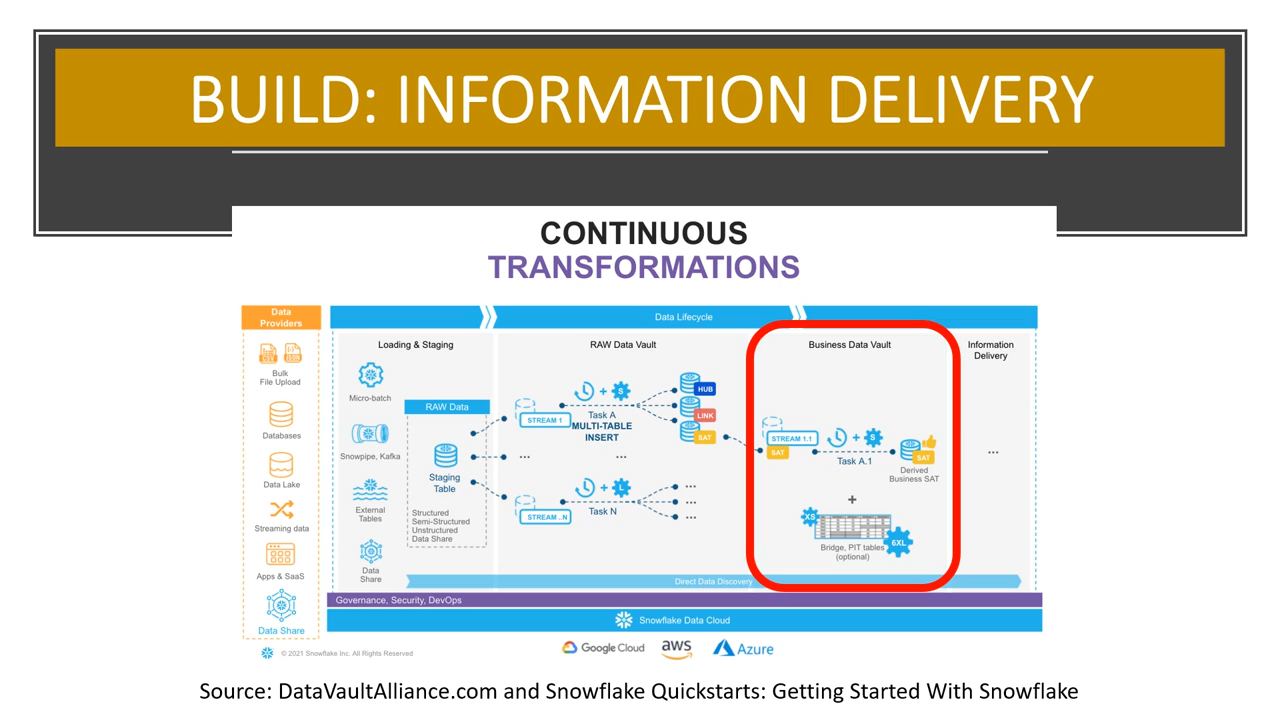 BUILD: INFORMATION DELIVERY
CONTINUOUS
TRANSFORMATIONS
Data
Providers
CSV
JSON
Bulk
File Upload
Databases
Data Lake
Streaming data
Apps & SaaS
Data Share
Data Lifecycle
Loading & Staging
Micro-batch
Snowpipe, Kafka
External
Tables
Data
Share
RAW Data
Staging
Table
Structured
Semi-Structured
Unstructured
Data Share
RAW Data Vault
STREAM 1
+ S
Task A
MULTI-TABLE
INSERT
HUB
LINK
SAT
... ...
STREAM ..N
+ L
Task N
...
...
...
Business Data Vault
STREAM 1.1
SAT
+ S
Task A.1
SAT
Derived
Business SAT
+
XS
6XL
Bridge, PIT tables
(optional)
Information
Delivery
...
Direct Data Discovery
Governance, Security, DevOps
Snowflake Data Cloud
© 2021 Snowflake Inc. All Rights Reserved
Google Cloud
aws
Azure
Source: DataVaultAlliance.com and Snowflake Quickstarts: Getting Started With Snowflake